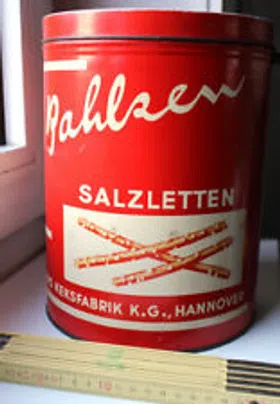 Bahlsen
SALZLETTEN
KEKSFABRIK K.G., HANNOVER